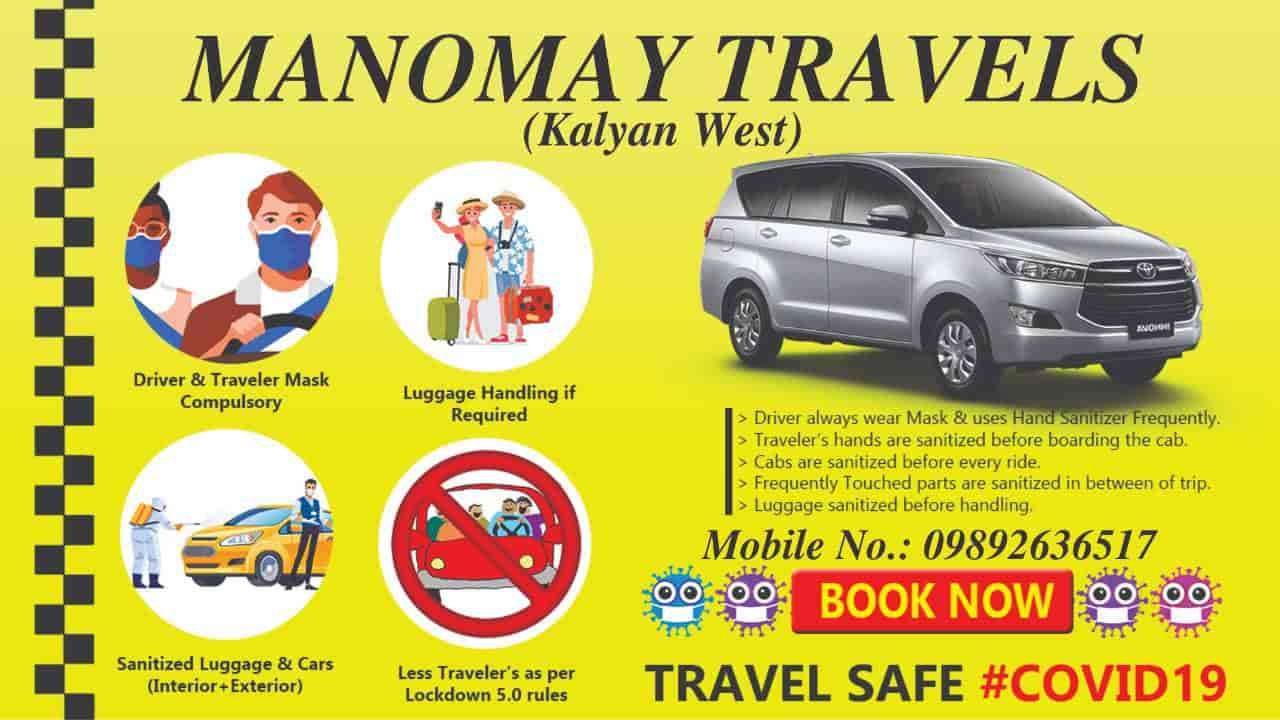 MANOMAY TRAVELS
(Kalyan West)
Driver & Traveler Mask
Compulsory
Luggage Handling if
Required
Sanitized Luggage & Cars
(Interior+Exterior)
Less Traveler's as per
Lockdown 5.0 rules
INNOVA
> Driver always wear Mask & uses Hand Sanitizer Frequently.
> Traveler's hands are sanitized before boarding the cab.
> Cabs are sanitized before every ride.
> Frequently Touched parts are sanitized in between of trip.
> Luggage sanitized before handling.
Mobile No.: 09892636517
BOOK NOW
TRAVEL SAFE #COVID19